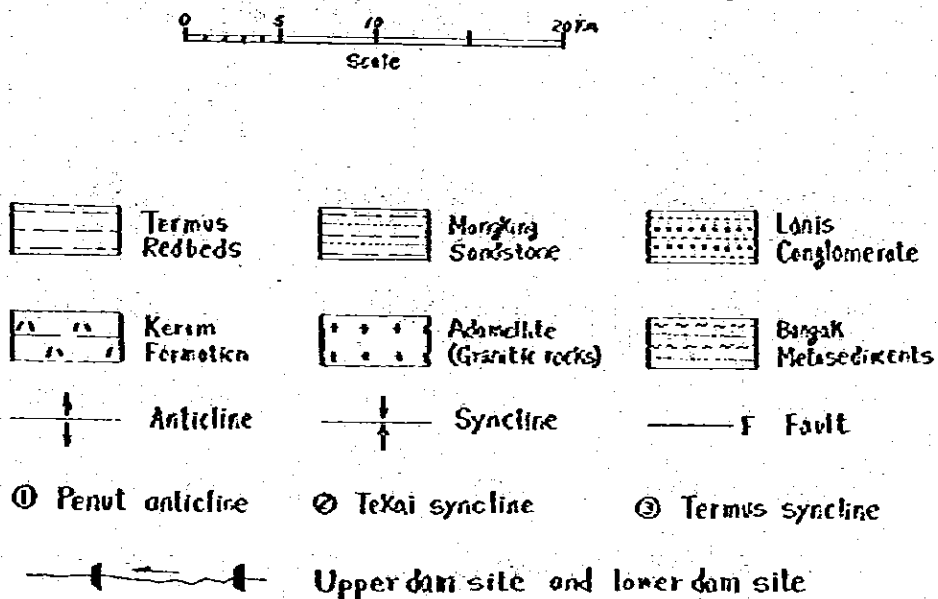 0 5 10 20 Km
Scale
Termus
Redbeds
Mangking
Sandstone
Lanis
Conglomerate
Kerum
Formation
Adamellite
(Granitic rocks)
Bangak
Metasediments
Anticline
Syncline
F Fault
① Penut anticline
② Tekai syncline
③ Termus syncline
Upper dam site and lower dam site